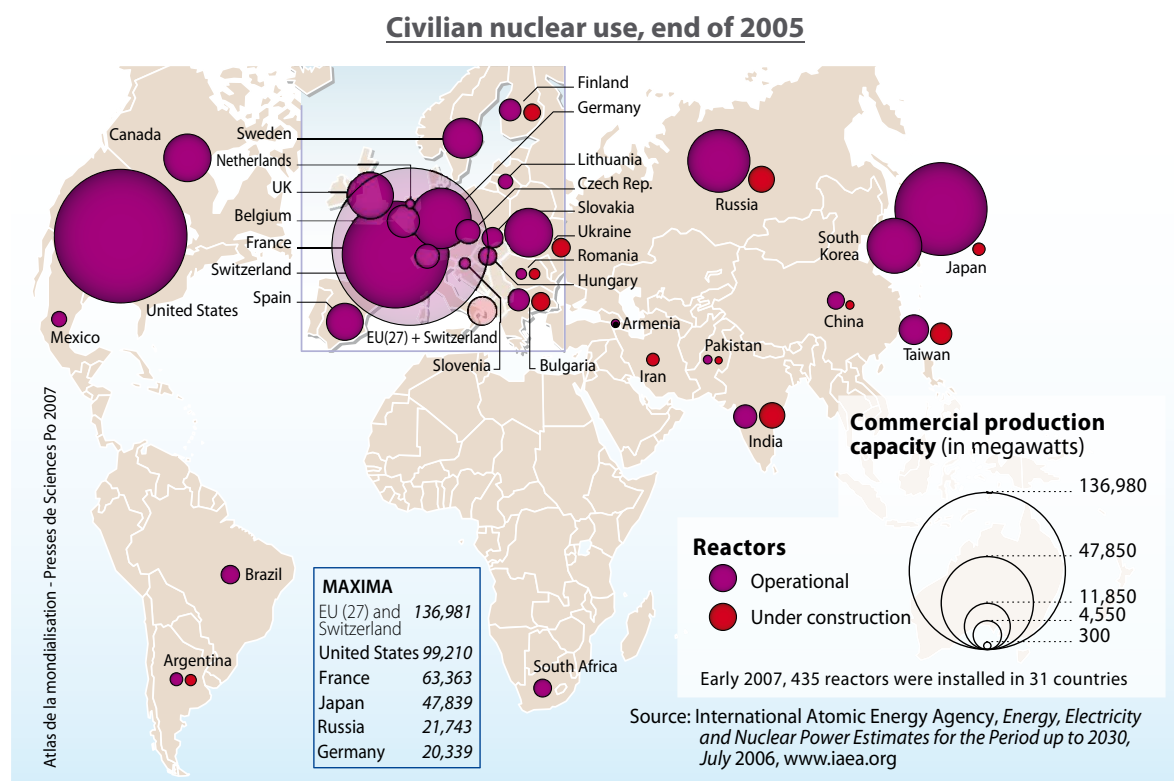 Civilian nuclear use, end of 2005
Finland
Germany
Canada
Sweden
Netherlands
Lithuania
UK
Czech Rep.
Belgium
Slovakia
Russia
France
Ukraine
South
Korea
Switzerland
Romania
Japan
Spain
Hungary
United States
Mexico
EU(27) + Switzerland
Armenia
China
Slovenia
Bulgaria
Pakistan
Iran
Taiwan
India
Commercial production
capacity (in megawatts)
136,980
47,850
11,850
4,550
300
Reactors
Operational
Under construction
Early 2007, 435 reactors were installed in 31 countries
Brazil
Argentina
South Africa
MAXIMA
EU (27) and 136,981
Switzerland
United States 99,210
France 63,363
Japan 47,839
Russia 21,743
Germany 20,339
Source: International Atomic Energy Agency, Energy, Electricity
and Nuclear Power Estimates for the Period up to 2030,
July 2006, www.iaea.org
Atlas de la mondialisation - Presses de Sciences Po 2007